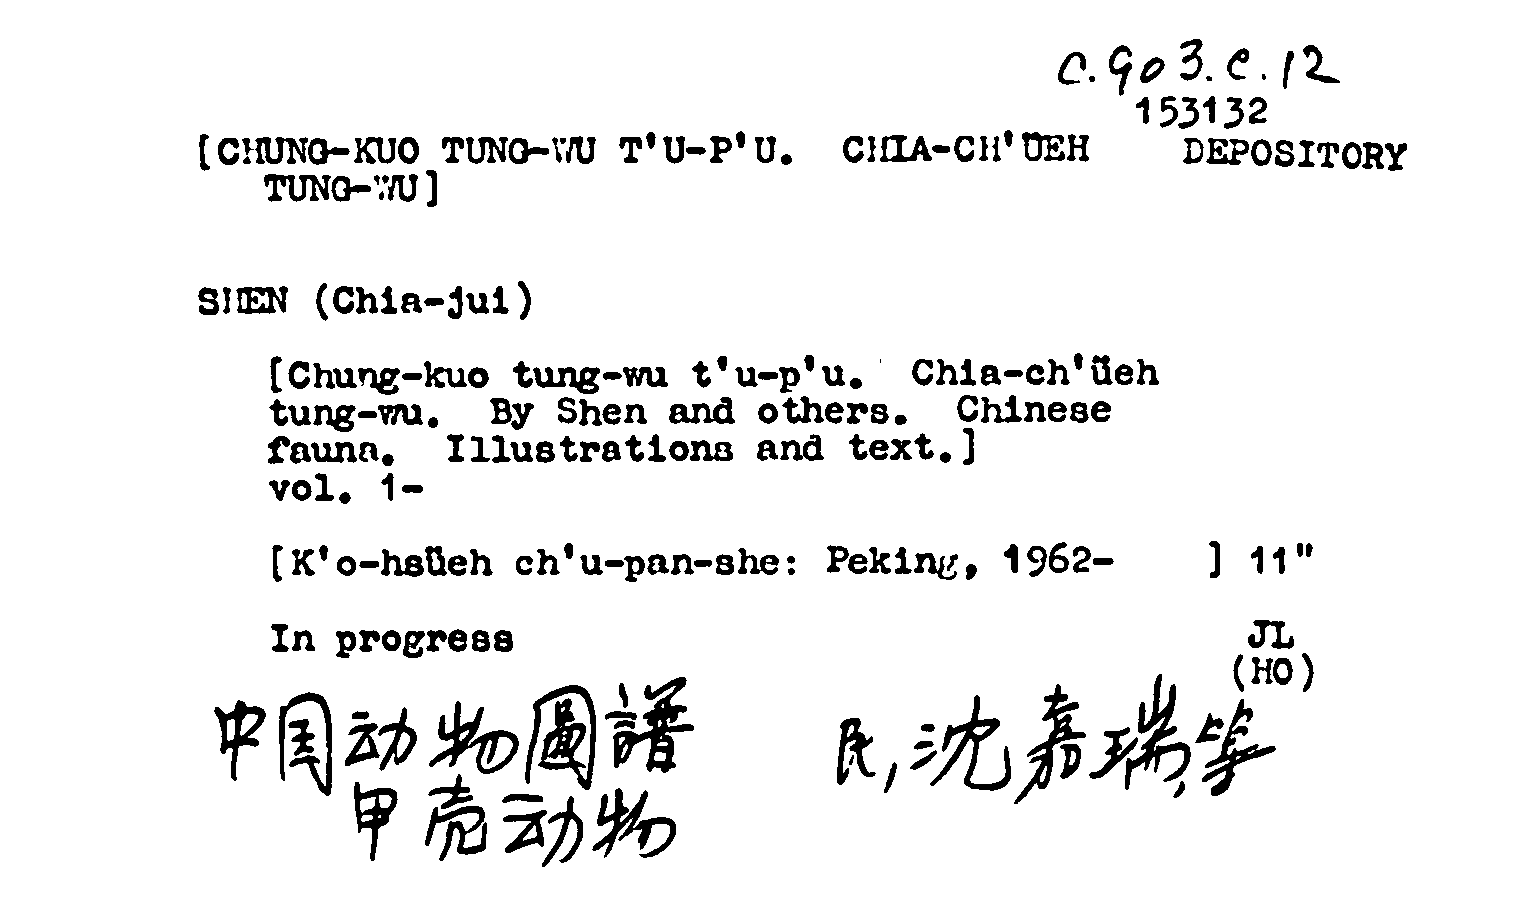 C.903.e.12
153132
[CHUNG-KUO TUNG-WU T'U-P'U. CHIA-CH'ÜEH DEPOSITORY
TUNG-WU]
SHEN (Chia-jui)
[Chung-kuo tung-wu t'u-p'u. Chia-ch'üeh
tung-wu. By Shen and others. Chinese
fauna. Illustrations and text.]
vol. 1-
[K'o-hsüeh ch'u-pan-she: Peking, 1962- ] 11"
In progress JL
(HO)
中国动物圖譜 民,沈嘉瑞,等
甲壳动物